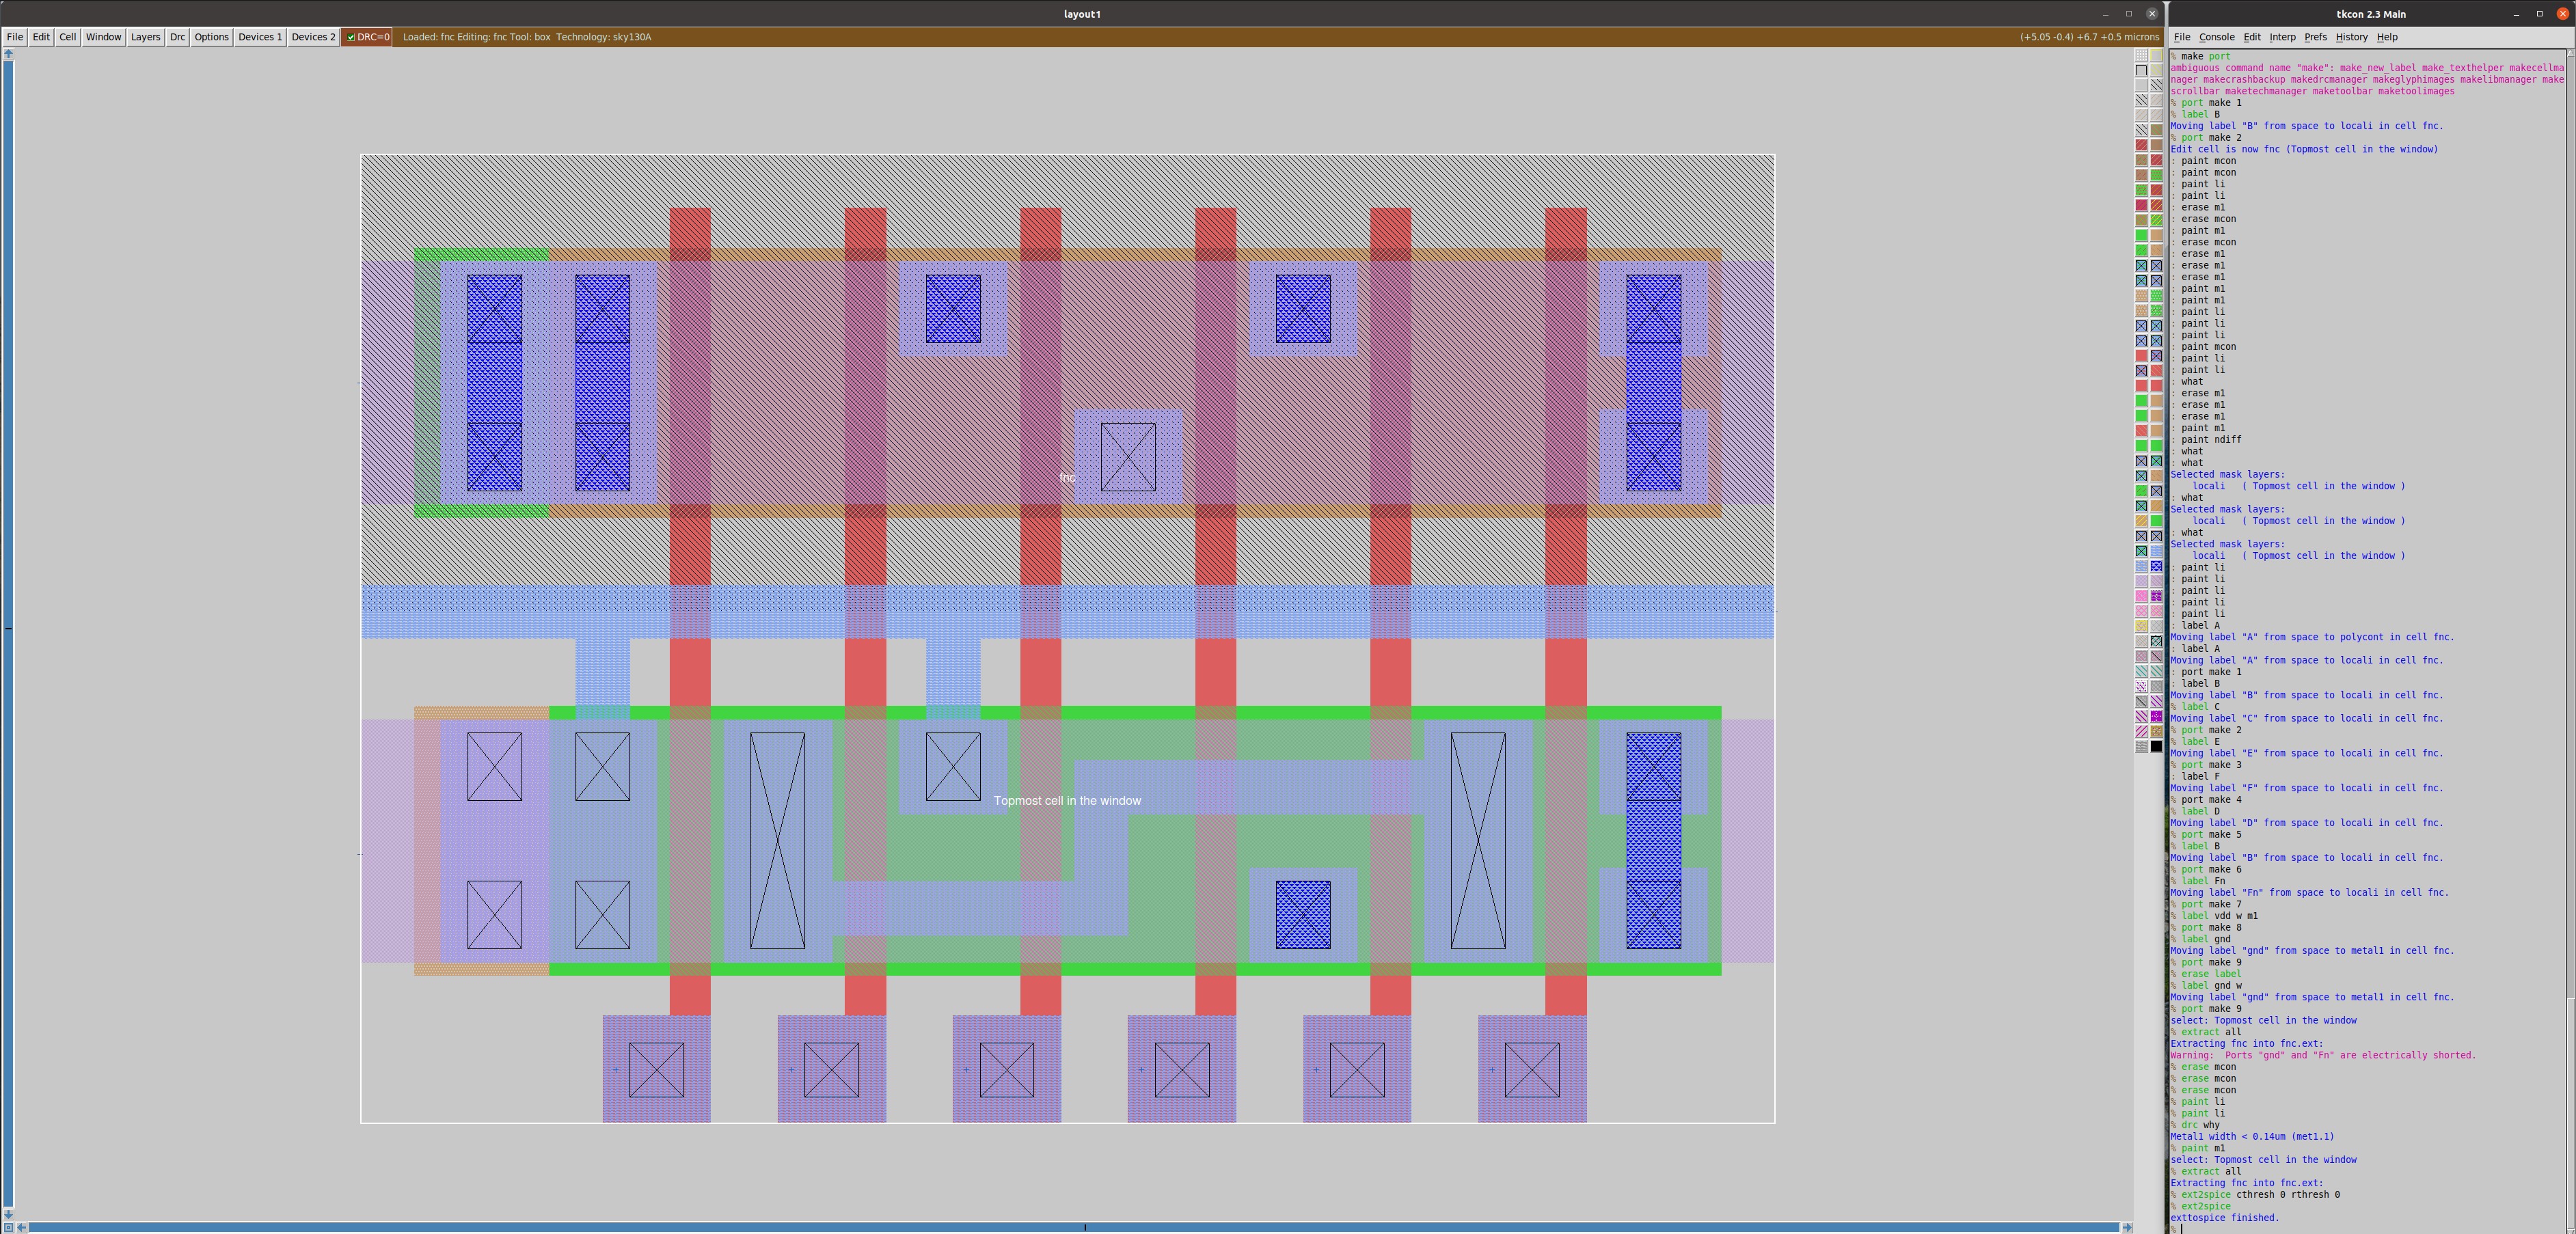 layout1
File Edit Cell Window Layers Drc Options Devices 1 Devices 2 DRC=0 Loaded: fnc Editing: fnc Tool: box Technology: sky130A (+5.05 -0.4) +6.7 +0.5 microns
fnc
Topmost cell in the window
tkcon 2.3 Main
File Console Edit Interp Prefs History Help
% make port
ambiguous command name "make": make_new_label make_texthelper makecellma
nager makecrashbackup makedrcmanager makeglyphimages makelibmanager make
scrollbar maketechmanager maketoolbar maketoolimages
% port make 1
% label B
Moving label "B" from space to locali in cell fnc.
% port make 2
Edit cell is now fnc (Topmost cell in the window)
: paint mcon
: paint mcon
: paint li
: paint li
: erase m1
: erase mcon
: paint m1
: erase mcon
: erase m1
: erase m1
: erase m1
: paint m1
: paint m1
: paint li
: paint li
: paint li
: paint mcon
: paint li
: paint li
: what
: erase m1
: erase m1
: erase m1
: paint m1
: paint ndiff
: what
: what
Selected mask layers:
locali ( Topmost cell in the window )
: what
Selected mask layers:
locali ( Topmost cell in the window )
: what
Selected mask layers:
locali ( Topmost cell in the window )
: paint li
: paint li
: paint li
: paint li
: paint li
: label A
Moving label "A" from space to polycont in cell fnc.
: label A
Moving label "A" from space to locali in cell fnc.
: port make 1
: label B
Moving label "B" from space to locali in cell fnc.
% label C
Moving label "C" from space to locali in cell fnc.
% port make 2
% label E
Moving label "E" from space to locali in cell fnc.
% port make 3
: label F
Moving label "F" from space to locali in cell fnc.
% port make 4
% label D
Moving label "D" from space to locali in cell fnc.
% port make 5
% label B
Moving label "B" from space to locali in cell fnc.
% port make 6
% label Fn
Moving label "Fn" from space to locali in cell fnc.
% port make 7
% label vdd w m1
% port make 8
% label gnd
Moving label "gnd" from space to metal1 in cell fnc.
% port make 9
% erase label
% label gnd w
Moving label "gnd" from space to metal1 in cell fnc.
% port make 9
select: Topmost cell in the window
% extract all
Extracting fnc into fnc.ext:
Warning:  Ports "gnd" and "Fn" are electrically shorted.
% erase mcon
% erase mcon
% erase mcon
% paint li
% paint li
% drc why
Metal1 width < 0.14um (met1.1)
% paint m1
select: Topmost cell in the window
% extract all
Extracting fnc into fnc.ext:
% ext2spice cthresh 0 rthresh 0
% ext2spice
exttospice finished.
%